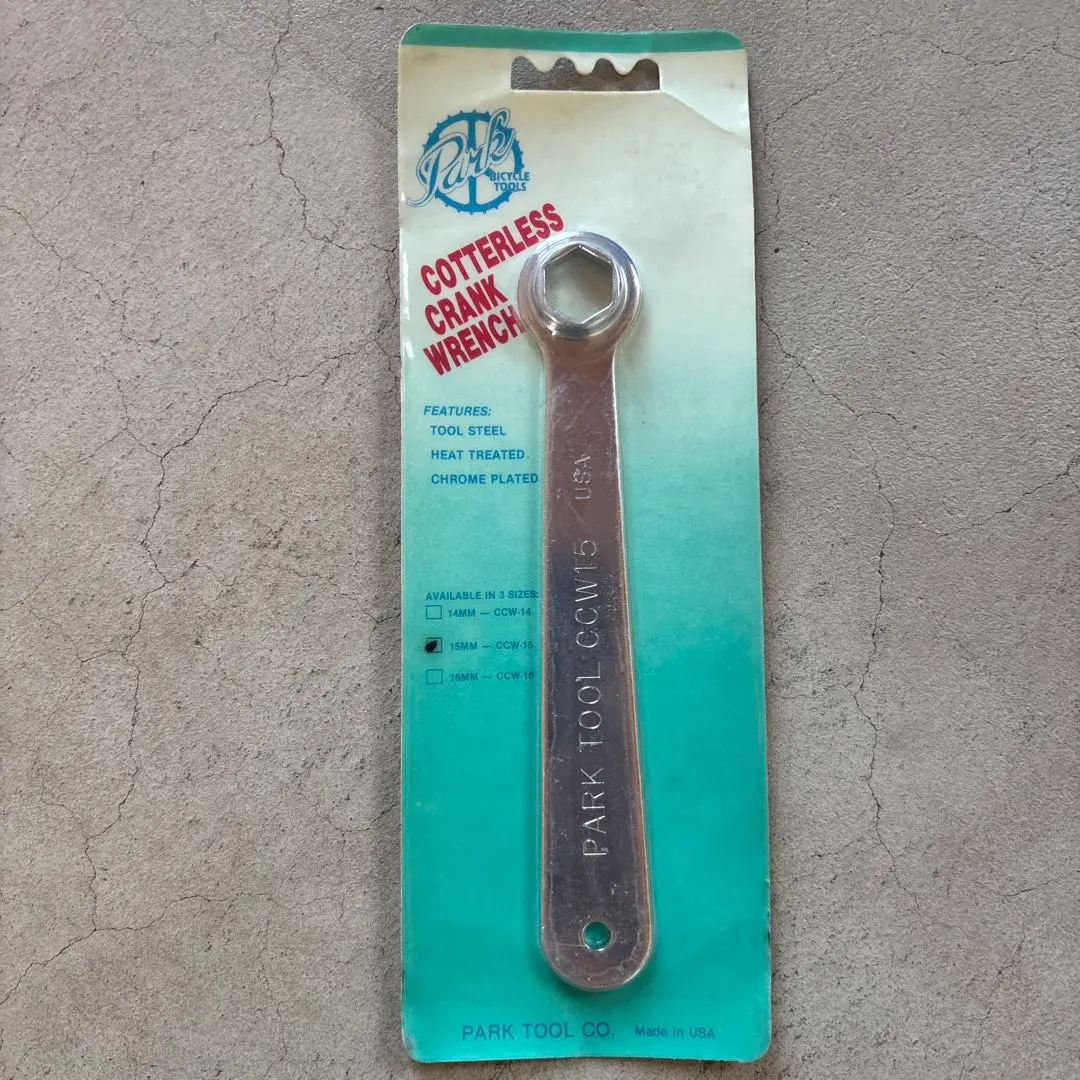 Park
BICYCLE
TOOLS
COTTERLESS
CRANK
WRENCH
FEATURES:
TOOL STEEL
HEAT TREATED
CHROME PLATED
AVAILABLE IN 3 SIZES:
14MM — CCW-14
15MM — CCW-15
16MM — CCW-16
PARK TOOL CCW15 USA
PARK TOOL CO. Made in USA